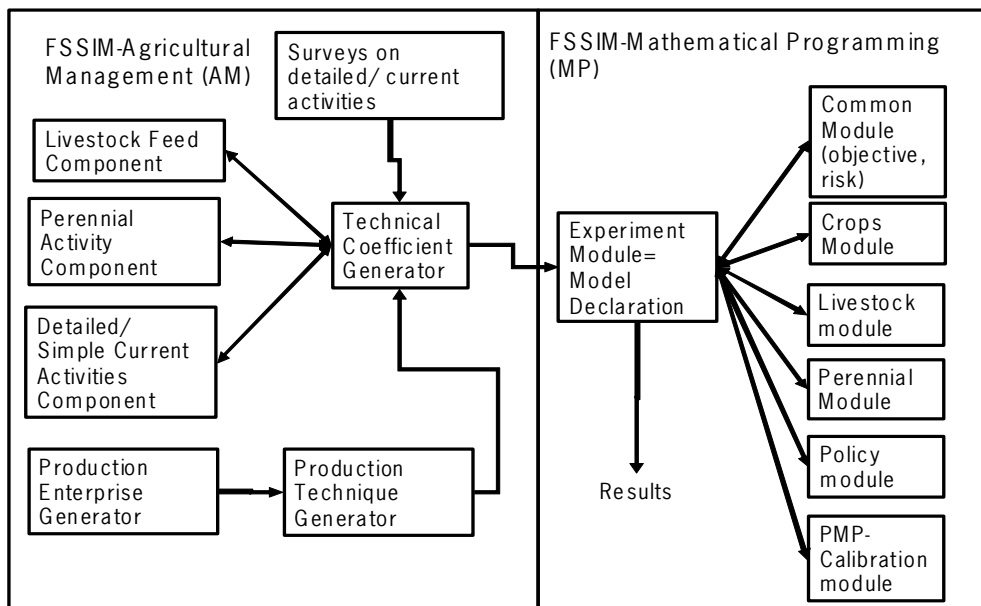 FSSIM-Agricultural
Management (AM)
Surveys on
detailed/ current
activities
Livestock Feed
Component
Perennial
Activity
Component
Detailed/
Simple Current
Activities
Component
Technical
Coefficient
Generator
Production
Enterprise
Generator
Production
Technique
Generator
FSSIM-Mathematical Programming
(MP)
Experiment
Module=
Model
Declaration
Results
Common
Module
(objective,
risk)
Crops
Module
Livestock
module
Perennial
Module
Policy
module
PMP-
Calibration
module